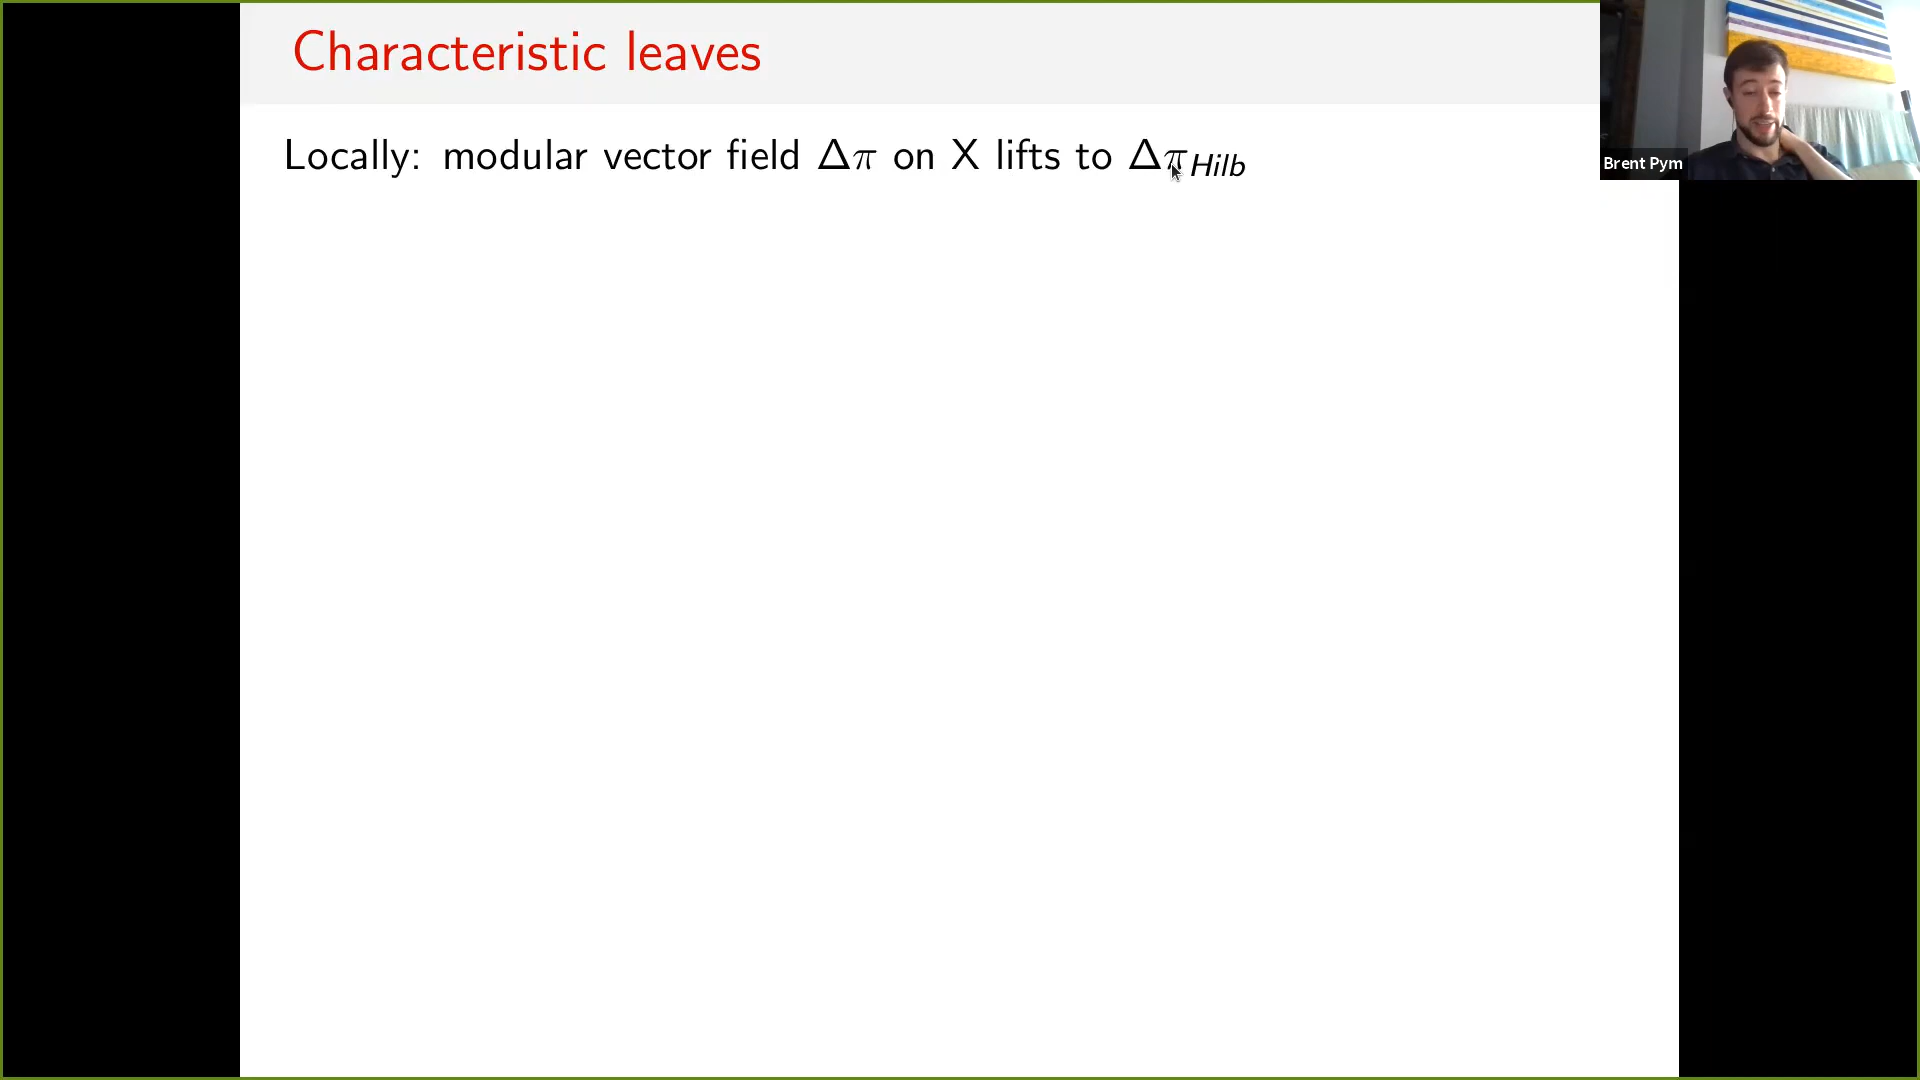 Characteristic leaves
Locally: modular vector field Δπ on X lifts to Δπ_Hilb
Brent Pym